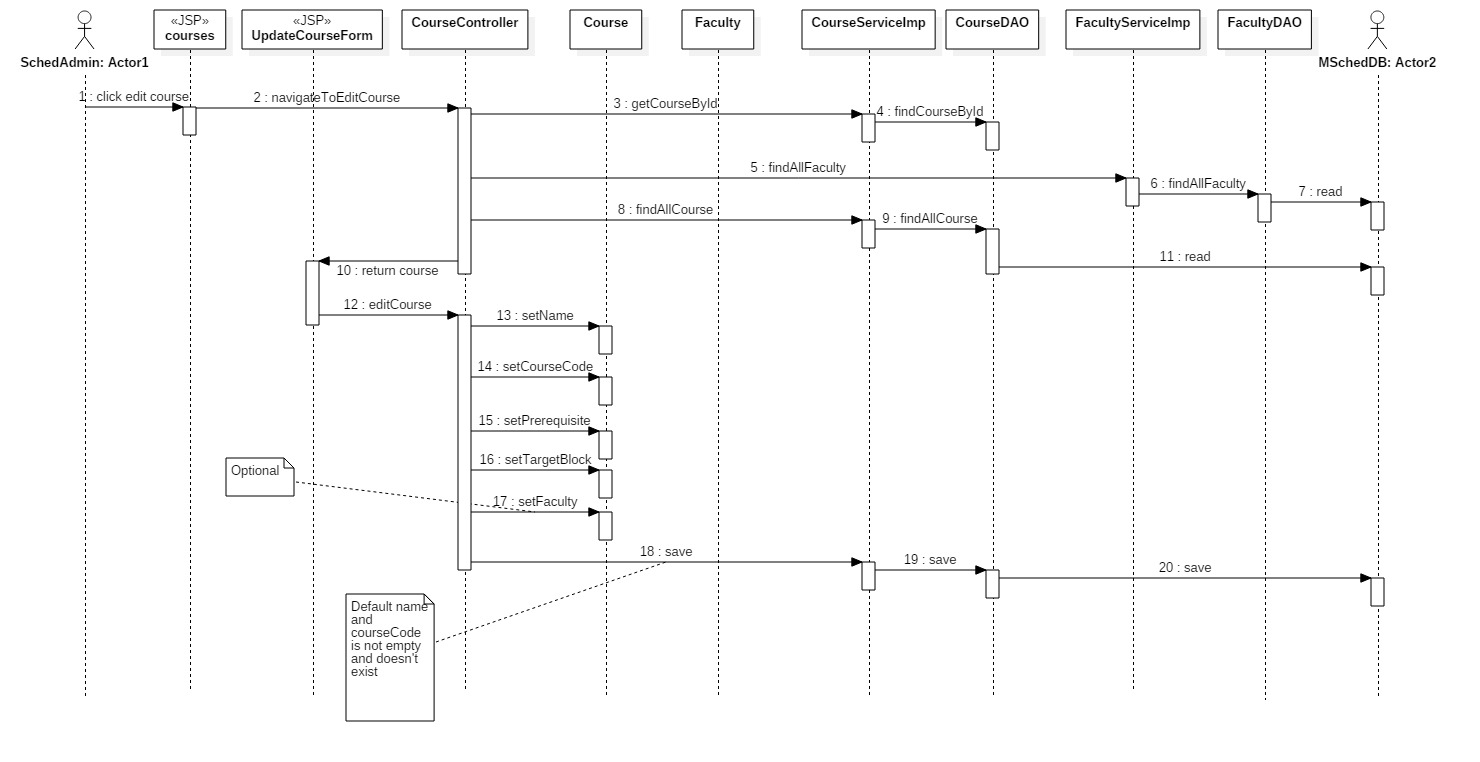 «JSP»
courses
«JSP»
UpdateCourseForm
CourseController
Course
Faculty
CourseServiceImp
CourseDAO
FacultyServiceImp
FacultyDAO
SchedAdmin: Actor1
MSchedDB: Actor2
1 : click edit course
2 : navigateToEditCourse
3 : getCourseById
4 : findCourseById
5 : findAllFaculty
6 : findAllFaculty
7 : read
8 : findAllCourse
9 : findAllCourse
10 : return course
11 : read
12 : editCourse
13 : setName
14 : setCourseCode
15 : setPrerequisite
16 : setTargetBlock
Optional
17 : setFaculty
18 : save
19 : save
20 : save
Default name
and
courseCode
is not empty
and doesn't
exist